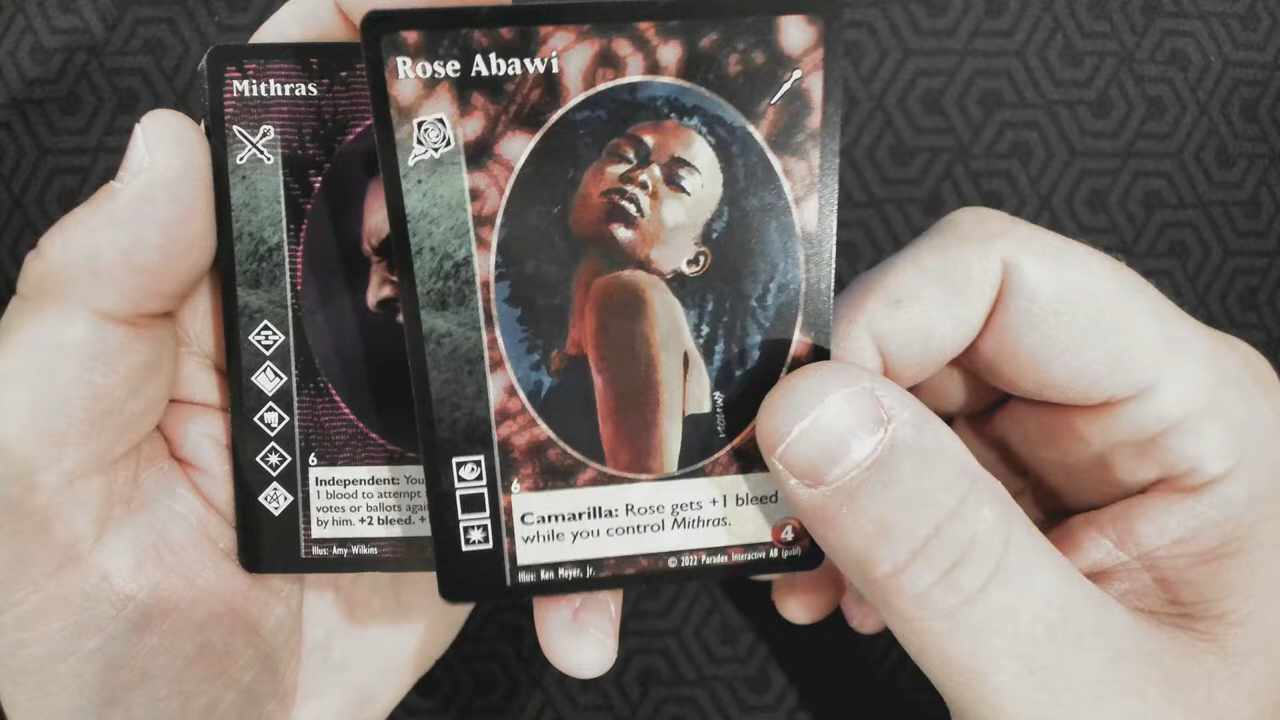 Mithras
6
Independent: You
1 blood to attempt
votes or ballots agai
by him. +2 bleed. +
Illus: Amy Wilkins
Rose Abawi
6
Camarilla: Rose gets +1 bleed
while you control Mithras.
4
Illus: Ken Meyer, Jr.
© 2022 Paradox Interactive AB (publ)